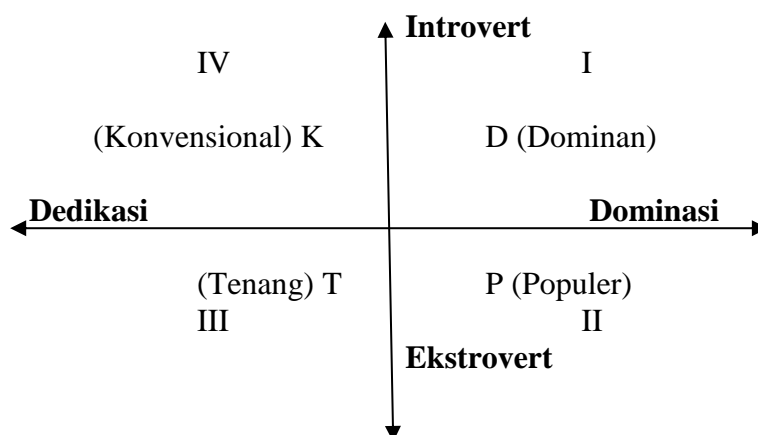 Introvert
IV I
(Konvensional) K D (Dominan)
Dedikasi Dominasi
(Tenang) T P (Populer)
III II
Ekstrovert